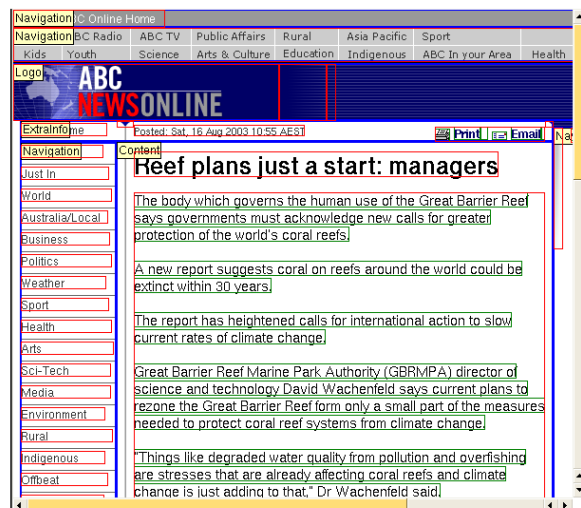 Navigation BC Online Home
Navigation BC Radio ABC TV Public Affairs Rural Asia Pacific Sport
Kids Youth Science Arts & Culture Education Indigenous ABC In your Area Health
Logo
ABC
NEWSONLINE
ExtraInfo me Posted: Sat, 16 Aug 2003 10:55 AEST Print Email Na
Navigation Content
Reef plans just a start: managers
Just In
World
Australia/Local
Business
Politics
Weather
Sport
Health
Arts
Sci-Tech
Media
Environment
Rural
Indigenous
Offbeat
The body which governs the human use of the Great Barrier Reef
says governments must acknowledge new calls for greater
protection of the world's coral reefs.
A new report suggests coral on reefs around the world could be
extinct within 30 years.
The report has heightened calls for international action to slow
current rates of climate change.
Great Barrier Reef Marine Park Authority (GBRMPA) director of
science and technology David Wachenfeld says current plans to
rezone the Great Barrier Reef form only a small part of the measures
needed to protect coral reef systems from climate change.
"Things like degraded water quality from pollution and overfishing
are stresses that are already affecting coral reefs and climate
change is just adding to that," Dr Wachenfeld said.